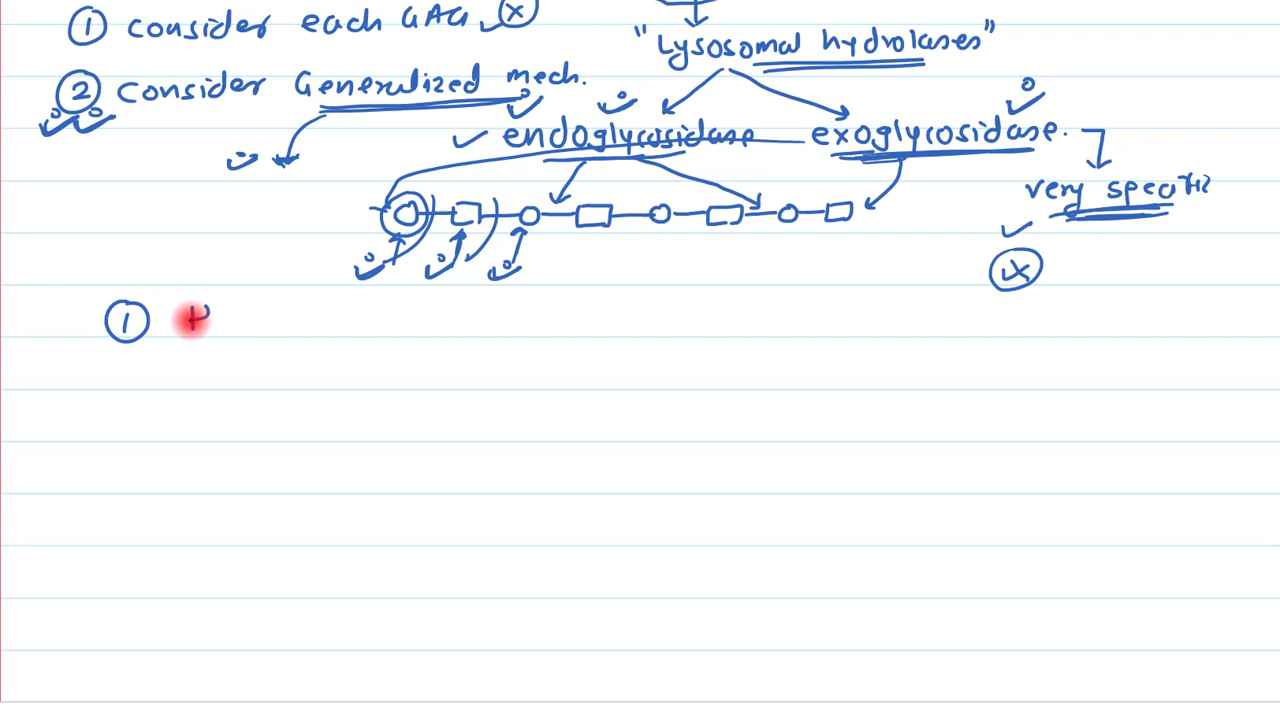 ① consider each GAG ⓧ
"Lysosomal hydrolases"
② consider Generalized mech.
endoglycosidase exoglycosidase.
very specific
①